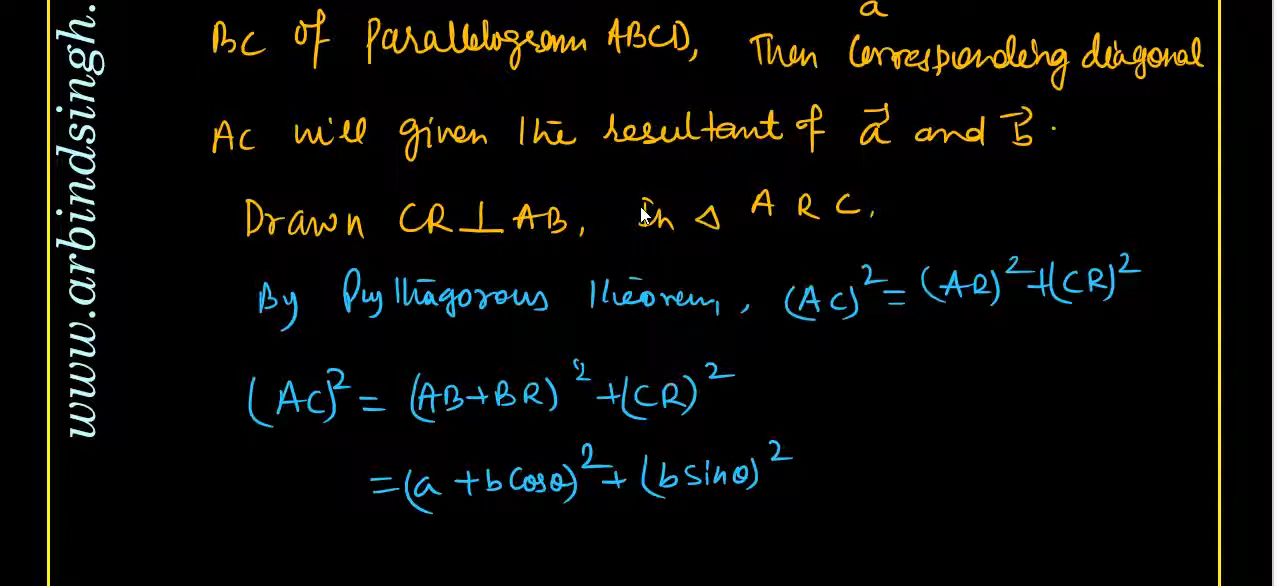 www.arbindsingh.
a
BC of Parallelogram ABCD, Then Corresponding diagonal
AC will given the resultant of a⃗ and b⃗.
Drawn CR⊥AB, in △ ARC.
By Pythagorous Theorem, (AC)²=(AR)²+(CR)²
(AC)²=(AB+BR)²+(CR)²
=(a+bCosθ)²+(bsinθ)²